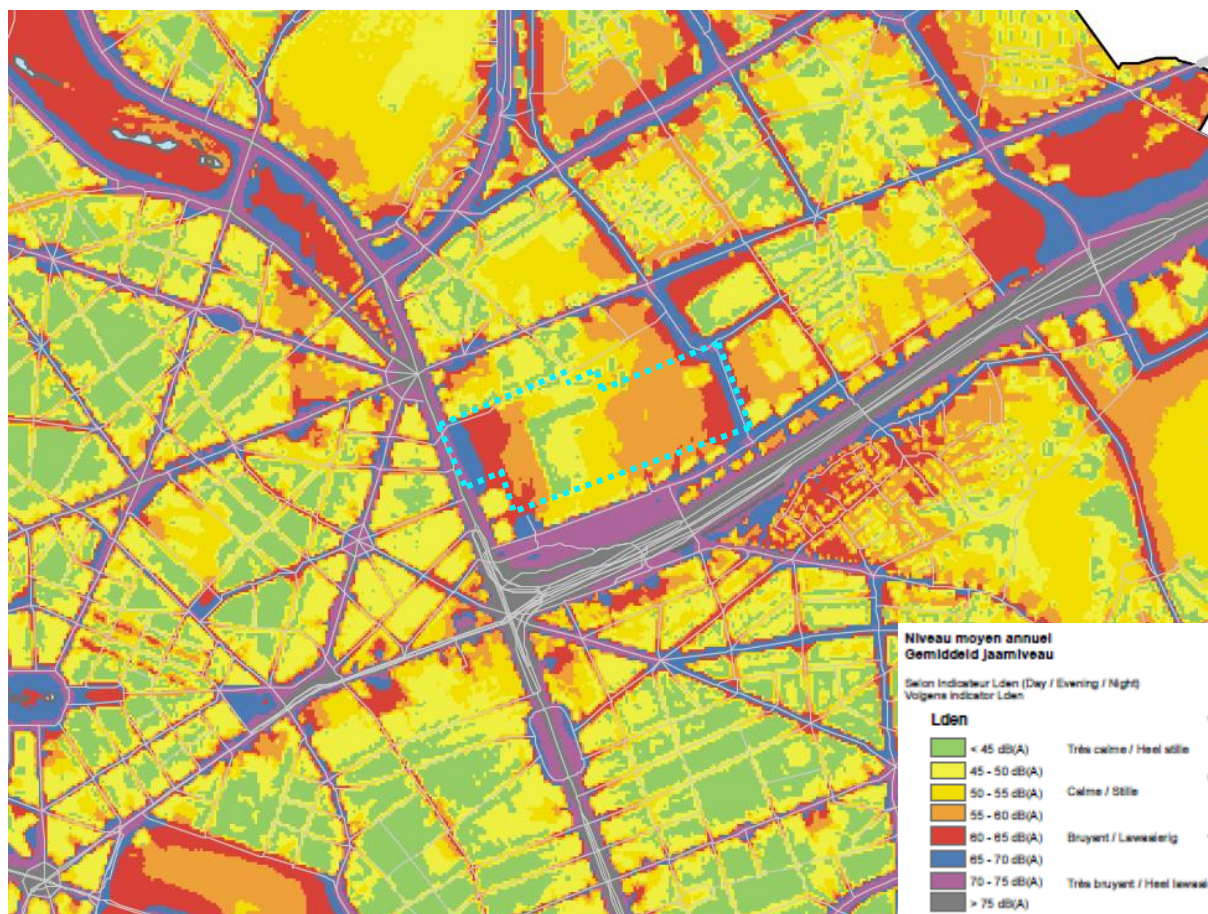 Niveau moyen annuel
Gemiddeld jaarniveau
Selon Indicateur Lden (Day / Evening / Night)
Volgens indicator Lden
Lden
< 45 dB(A) Très calme / Heel stille
45 - 50 dB(A)
50 - 55 dB(A) Calme / Stille
55 - 60 dB(A)
60 - 65 dB(A) Bruyant / Lawaaierig
65 - 70 dB(A)
70 - 75 dB(A) Très bruyant / Heel lawaai
> 75 dB(A)